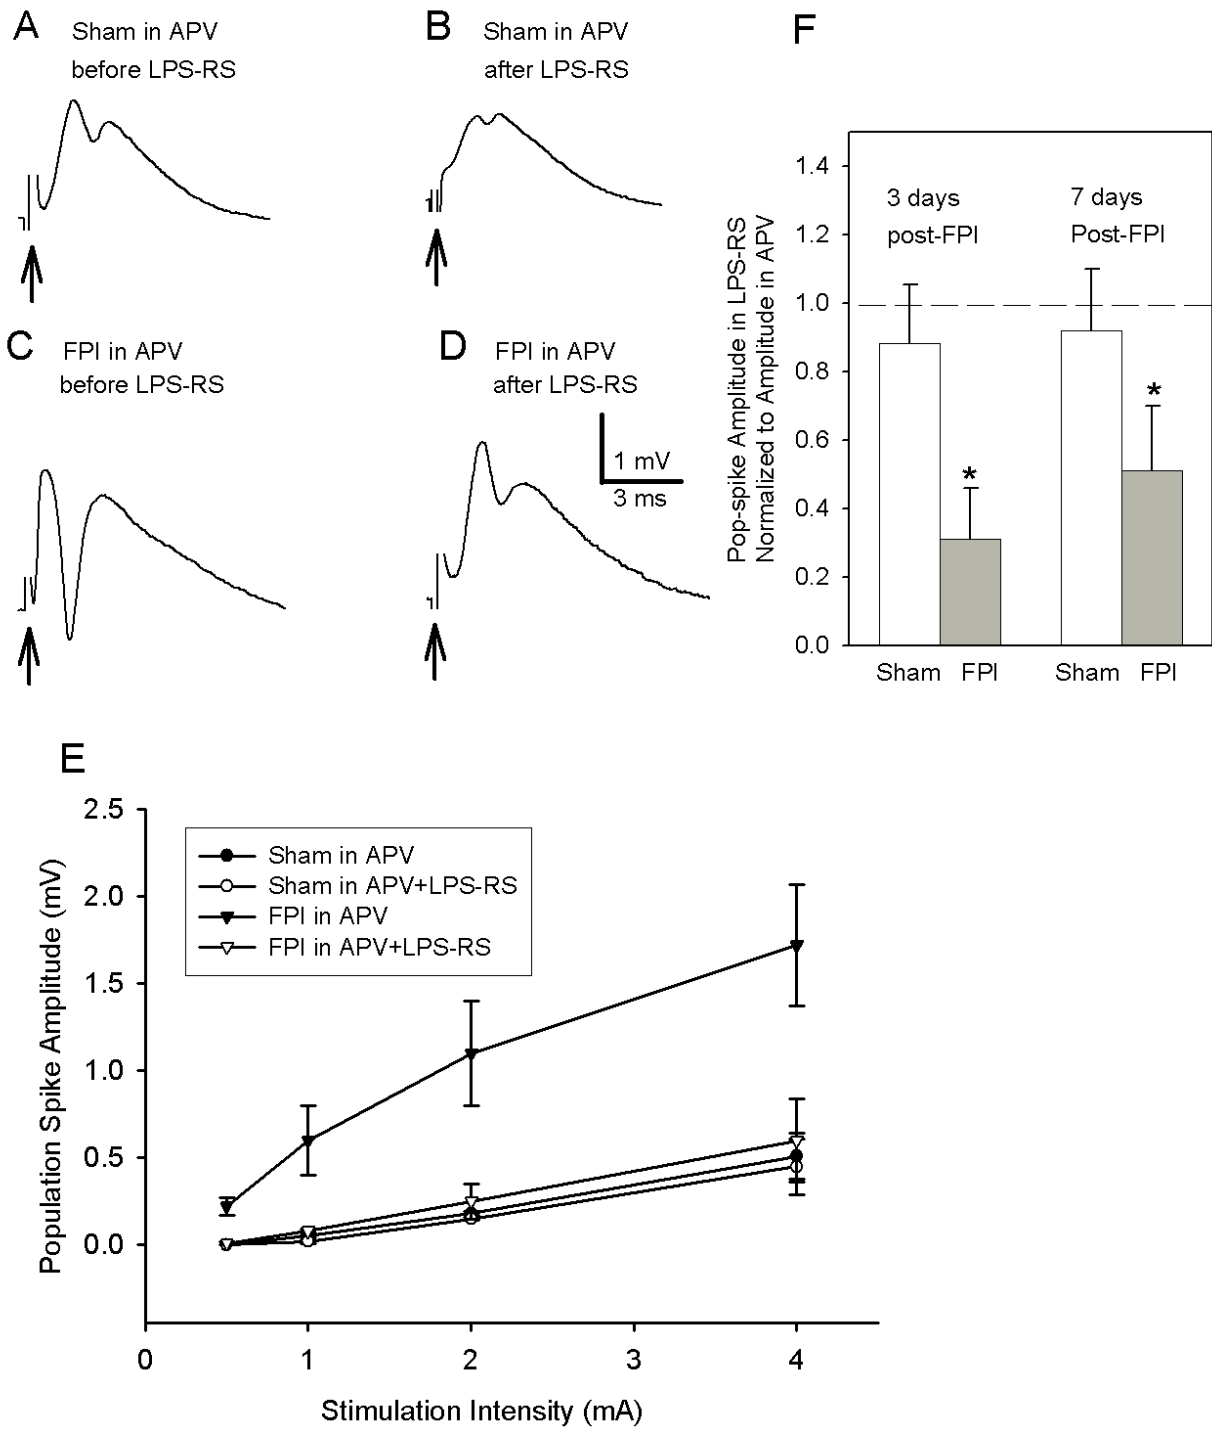 A
Sham in APV
before LPS-RS
B
Sham in APV
after LPS-RS
C
FPI in APV
before LPS-RS
D
FPI in APV
after LPS-RS
1 mV
3 ms
F
Pop-spike Amplitude in LPS-RS
Normalized to Amplitude in APV
1.4
1.2
1.0
0.8
0.6
0.4
0.2
0.0
3 days
post-FPI
7 days
Post-FPI
*
*
Sham FPI Sham FPI
E
Population Spike Amplitude (mV)
2.5
2.0
1.5
1.0
0.5
0.0
Sham in APV
Sham in APV+LPS-RS
FPI in APV
FPI in APV+LPS-RS
0 1 2 3 4
Stimulation Intensity (mA)